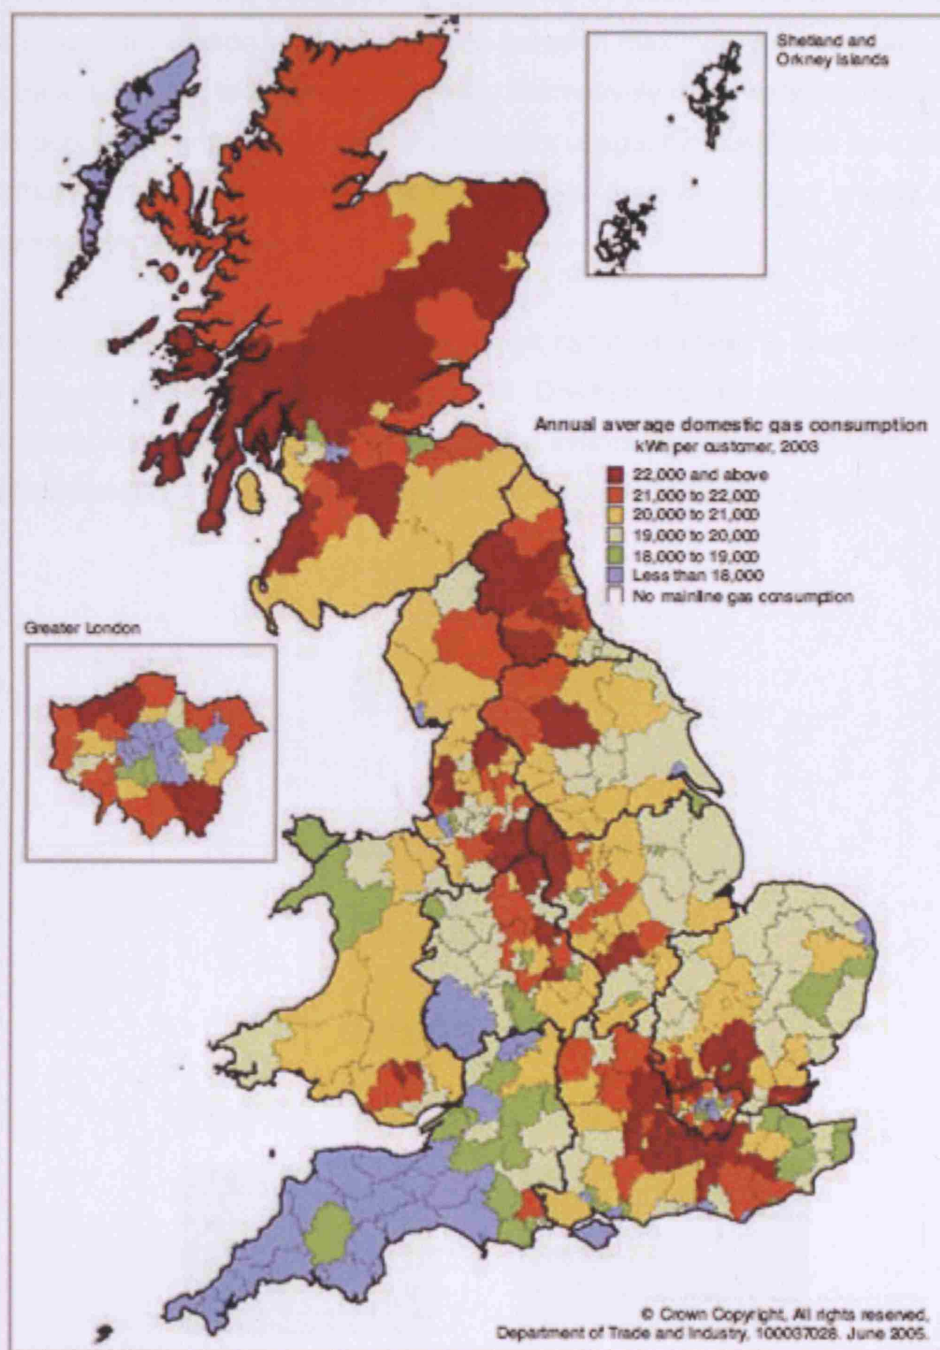 Shetland and
Orkney Islands
Annual average domestic gas consumption
kWh per customer, 2003
22,000 and above
21,000 to 22,000
20,000 to 21,000
19,000 to 20,000
18,000 to 19,000
Less than 18,000
No mainline gas consumption
Greater London
© Crown Copyright, All rights reserved,
Department of Trade and Industry, 100037028. June 2005.